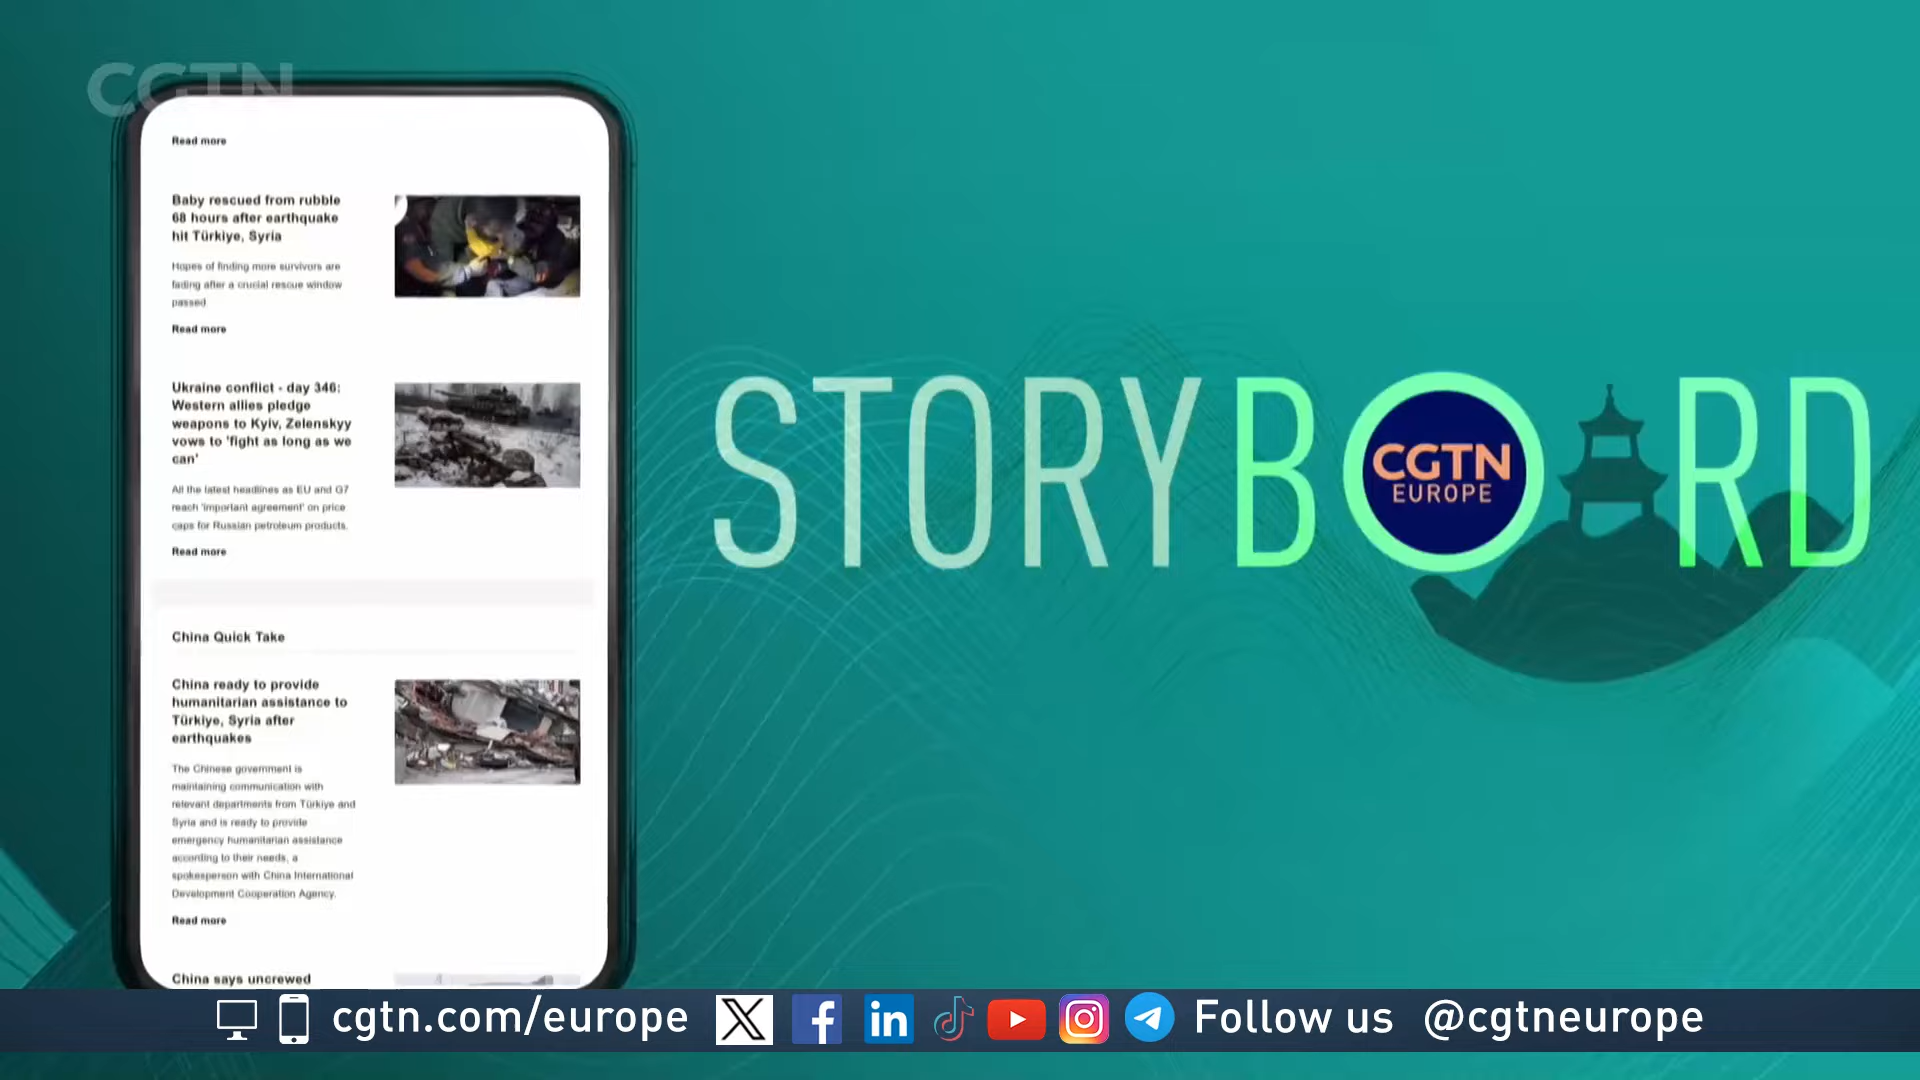 CGTN
Read more
Baby rescued from rubble
68 hours after earthquake
hit Türkiye, Syria
Hopes of finding more survivors are
fading after a crucial rescue window
passed
Read more
Ukraine conflict - day 346:
Western allies pledge
weapons to Kyiv, Zelenskyy
vows to 'fight as long as we
can'
All the latest headlines as EU and G7
reach 'important agreement' on price
caps for Russian petroleum products.
Read more
China Quick Take
China ready to provide
humanitarian assistance to
Türkiye, Syria after
earthquakes
The Chinese government is
maintaining communication with
relevant departments from Türkiye and
Syria and is ready to provide
emergency humanitarian assistance
according to their needs, a
spokesperson with China International
Development Cooperation Agency.
Read more
China says uncrewed
STORYBOARD
CGTN
EUROPE
cgtn.com/europe Follow us @cgtneurope